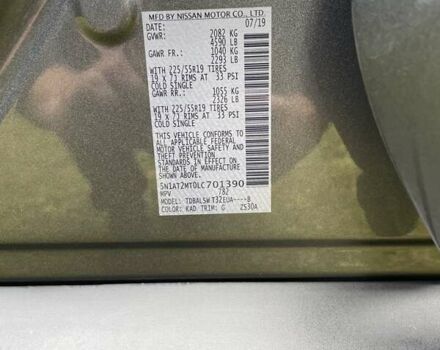 MFD BY NISSAN MOTOR CO., LTD.
DATE: 07/19
GVWR: 2082 KG
4590 LB
GAWR FR.: 1040 KG
2293 LB
WITH 225/55R19 TIRES
19 X 7J RIMS AT 33 PSI
COLD SINGLE
GAWR RR.: 1055 KG
2326 LB
WITH 225/55R19 TIRES
19 X 7J RIMS AT 33 PSI
COLD SINGLE
THIS VEHICLE CONFORMS TO
ALL APPLICABLE FEDERAL
MOTOR VEHICLE SAFETY AND
THEFT PREVENTION
STANDARDS IN EFFECT ON
THE DATE OF MANUFACTURE
SHOWN ABOVE.
5N1AT2MT0LC701390
MPV 782
MODEL: TDBALSWT32EUA----B
COLOR: KAD TRIM: G ZS30A